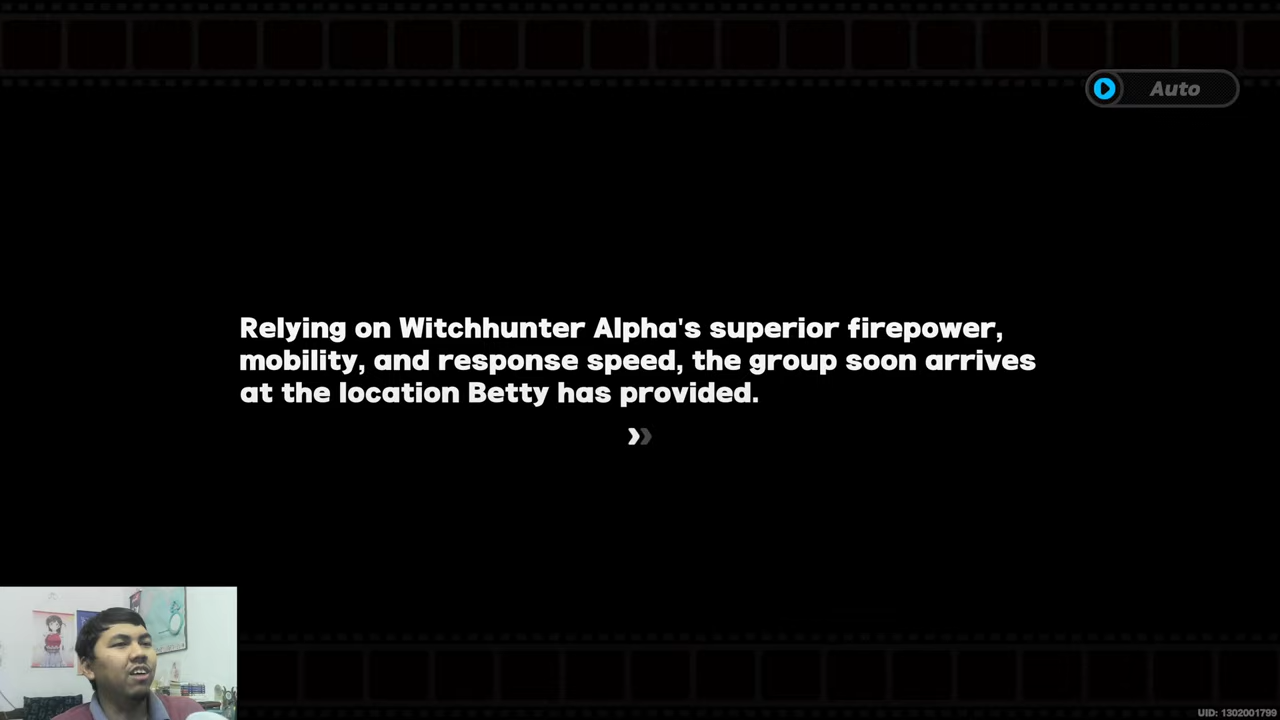 Auto
Relying on Witchhunter Alpha's superior firepower,
mobility, and response speed, the group soon arrives
at the location Betty has provided.
UID: 1302001799